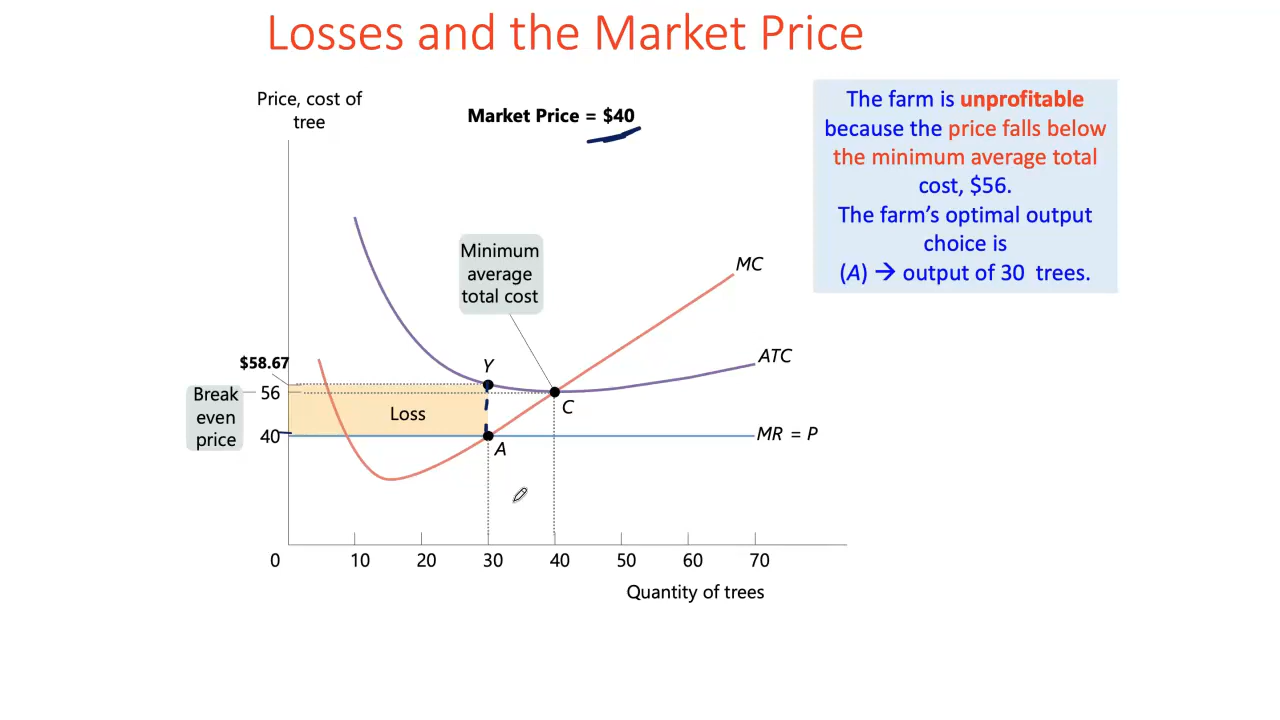 Losses and the Market Price
Price, cost of
tree
Market Price = $40
The farm is unprofitable
because the price falls below
the minimum average total
cost, $56.
The farm's optimal output
choice is
(A) → output of 30 trees.
Minimum
average
total cost
MC
ATC
Y
$58.67
56
Break
even
price
Loss
C
40
MR = P
A
0
10
20
30
40
50
60
70
Quantity of trees